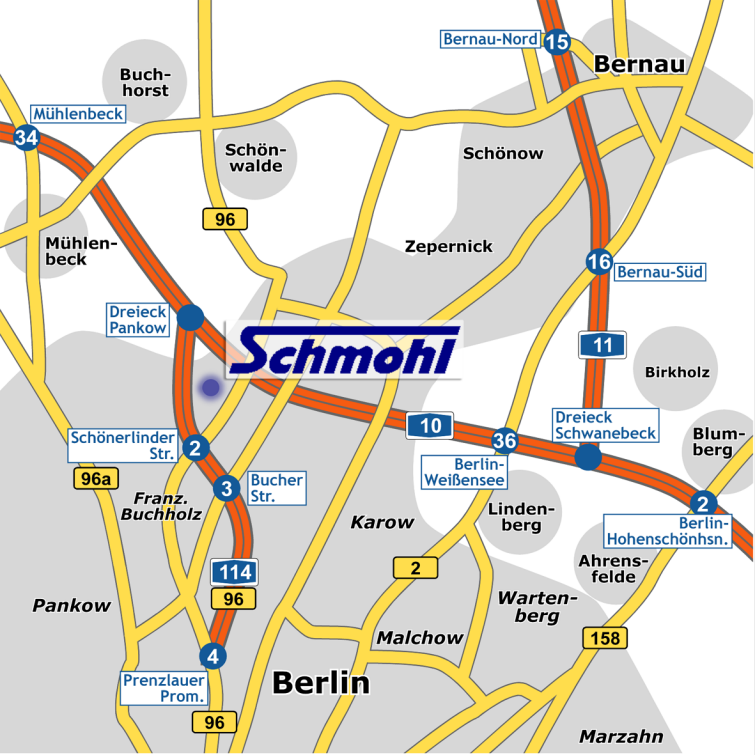 Bernau-Nord
15
Bernau
Buch-
horst
Mühlenbeck
34
Schön-
walde
Schönow
96
Mühlen-
beck
Zepernick
16
Bernau-Süd
Dreieck
Pankow
Schmohl
11
Birkholz
10
Dreieck
Schwanebeck
36
Blum-
berg
Schönerlinder
Str.
2
Berlin-
Weißensee
96a
3
Bucher
Str.
Franz.
Buchholz
2
Linden-
berg
Karow
Berlin-
Hohenschönhsn.
114
96
2
Ahrens-
felde
Pankow
Warten-
berg
Malchow
158
4
Prenzlauer
Prom.
Berlin
96
Marzahn